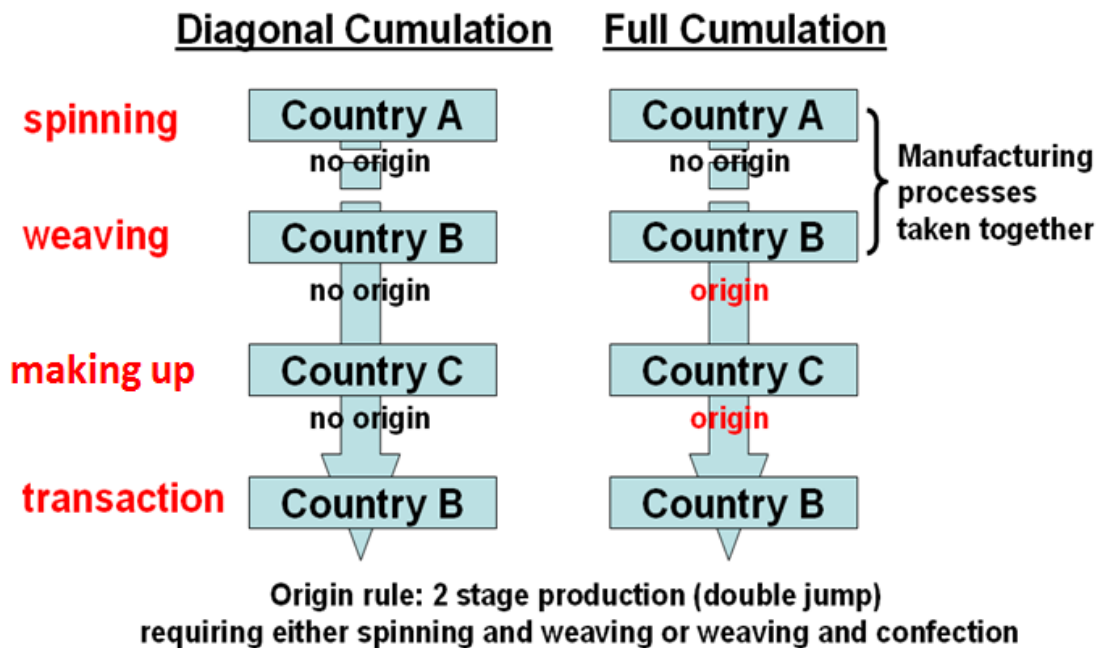 Diagonal Cumulation Full Cumulation
spinning Country A Country A
no origin no origin
Manufacturing
processes
taken together
weaving Country B Country B
no origin origin
making up Country C Country C
no origin origin
transaction Country B Country B
Origin rule: 2 stage production (double jump)
requiring either spinning and weaving or weaving and confection